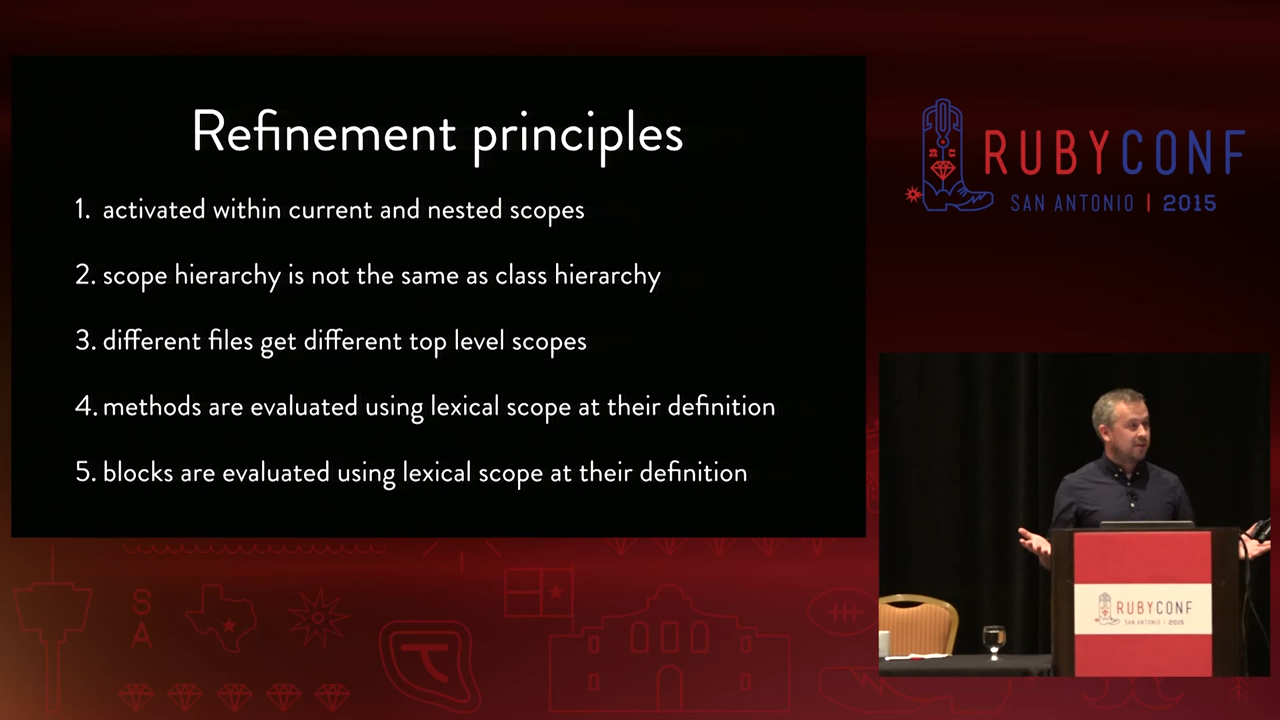 Refinement principles
1. activated within current and nested scopes
2. scope hierarchy is not the same as class hierarchy
3. different files get different top level scopes
4. methods are evaluated using lexical scope at their definition
5. blocks are evaluated using lexical scope at their definition
RUBYCONF
SAN ANTONIO | 2015
RUBYCONF
SAN ANTONIO | 2015
S
A